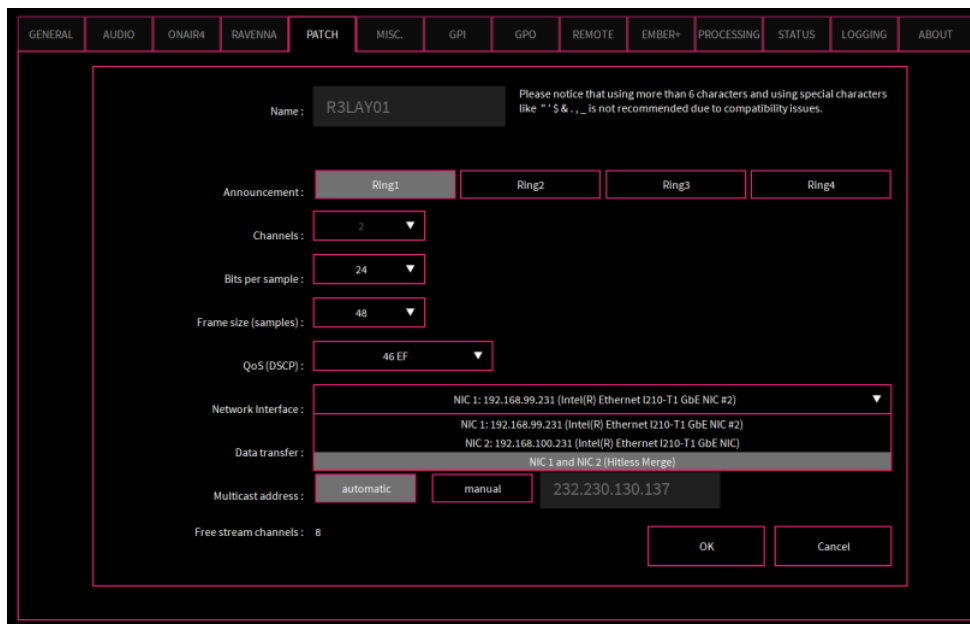 GENERAL AUDIO ONAIR4 RAVENNA PATCH MISC. GPI GPO REMOTE EMBER+ PROCESSING STATUS LOGGING ABOUT
Please notice that using more than 6 characters and using special characters
like "'$&.,_ is not recommended due to compatibility issues.
Name: R3LAY01
Announcement: Ring1 Ring2 Ring3 Ring4
Channels: 2
Bits per sample: 24
Frame size (samples): 48
QoS (DSCP): 46 EF
Network Interface: NIC 1: 192.168.99.231 (Intel(R) Ethernet I210-T1 GbE NIC #2)
NIC 1: 192.168.99.231 (Intel(R) Ethernet I210-T1 GbE NIC #2)
NIC 2: 192.168.100.231 (Intel(R) Ethernet I210-T1 GbE NIC)
Data transfer:
NIC 1 and NIC 2 (Hitless Merge)
Multicast address: automatic manual 232.230.130.137
Free stream channels: 8
OK Cancel